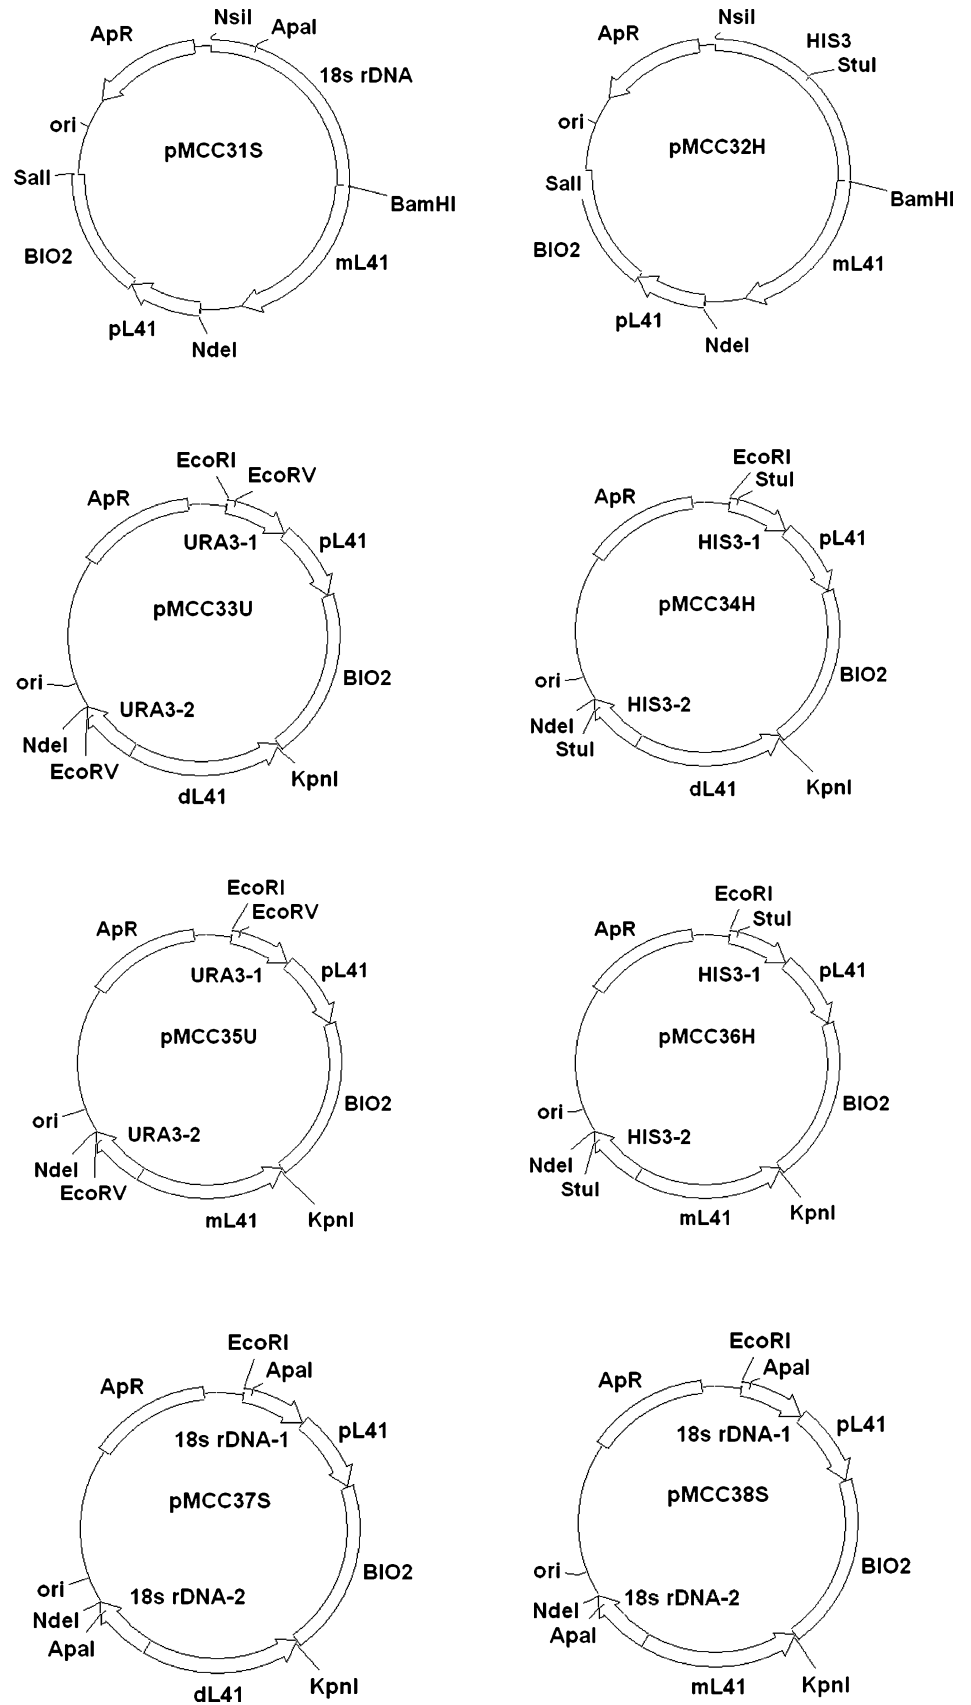 NsiI
ApaI
ApR
18s rDNA
ori
pMCC31S
SalI
BamHI
BIO2
mL41
pL41
NdeI
NsiI
HIS3
StuI
ApR
ori
pMCC32H
SalI
BamHI
BIO2
mL41
pL41
NdeI
EcoRI
EcoRV
ApR
URA3-1
pL41
pMCC33U
ori
BIO2
URA3-2
NdeI
EcoRV
KpnI
dL41
EcoRI
StuI
ApR
HIS3-1
pL41
pMCC34H
ori
BIO2
HIS3-2
NdeI
StuI
KpnI
dL41
EcoRI
EcoRV
ApR
URA3-1
pL41
pMCC35U
BIO2
ori
URA3-2
NdeI
EcoRV
KpnI
mL41
EcoRI
StuI
ApR
HIS3-1
pL41
pMCC36H
BIO2
ori
HIS3-2
NdeI
StuI
KpnI
mL41
EcoRI
ApaI
ApR
18s rDNA-1
pL41
pMCC37S
BIO2
ori
18s rDNA-2
NdeI
ApaI
KpnI
dL41
EcoRI
ApaI
ApR
18s rDNA-1
pL41
pMCC38S
BIO2
ori
18s rDNA-2
NdeI
ApaI
KpnI
mL41